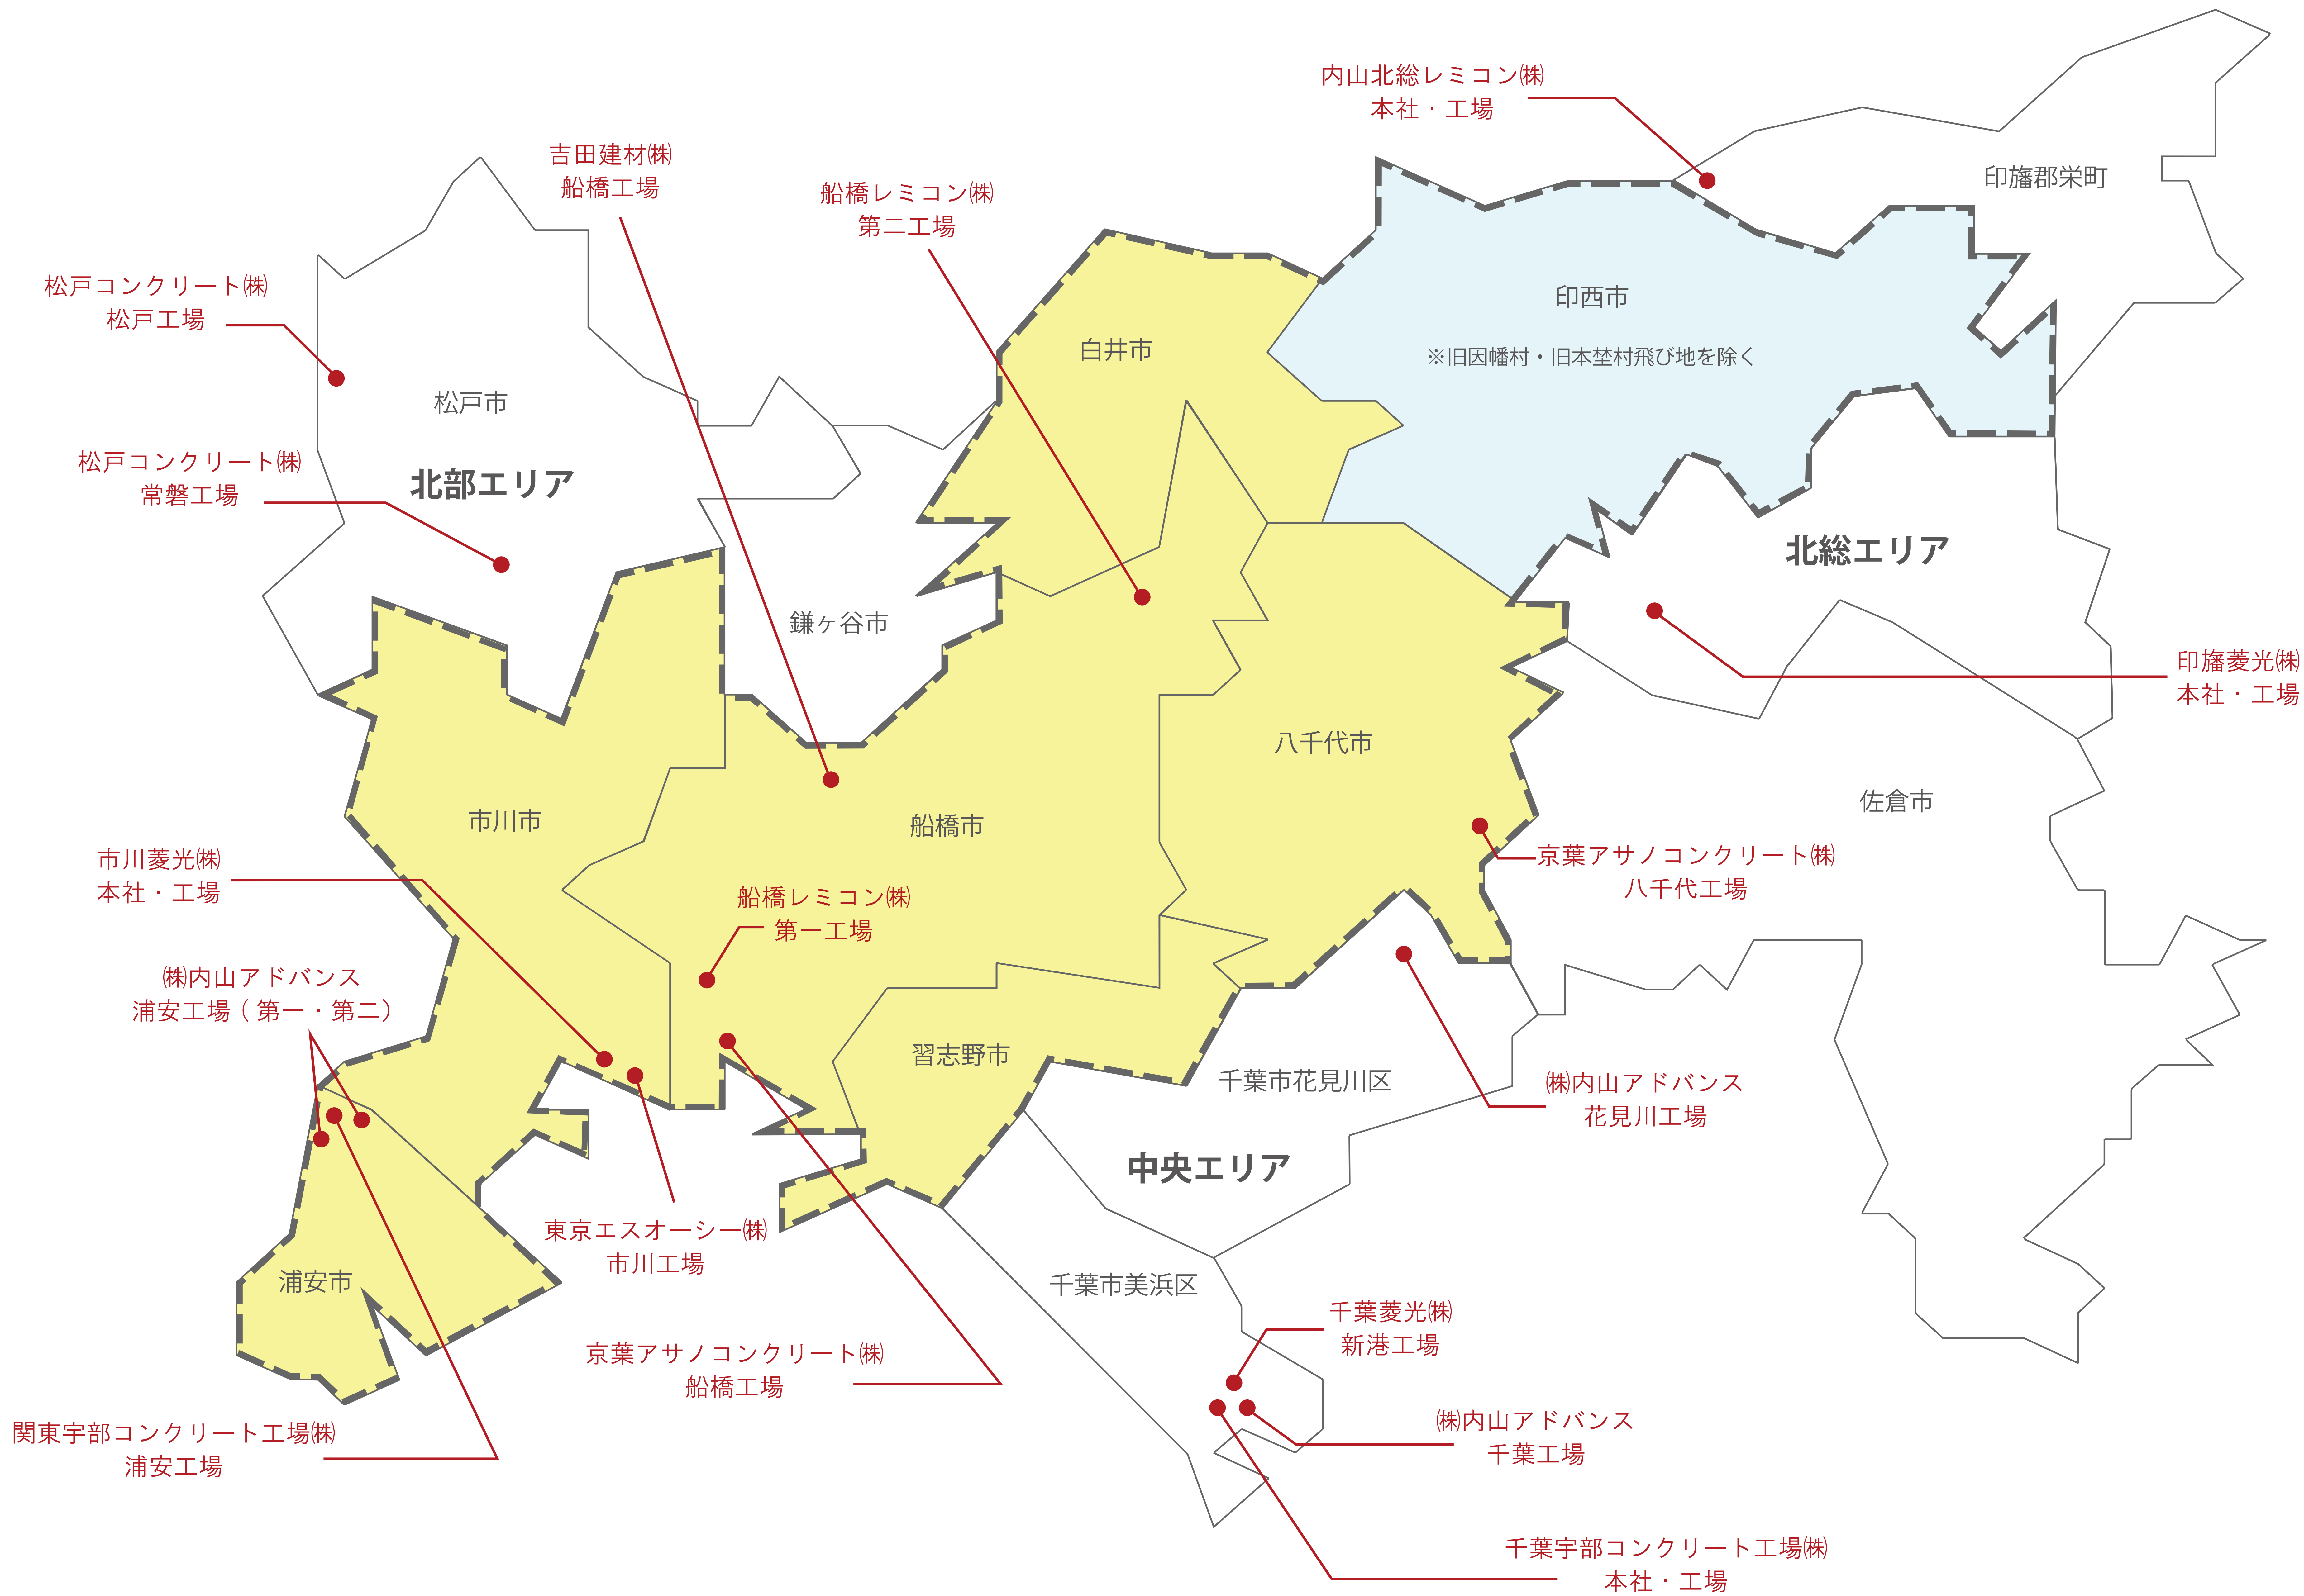 内山北総レミコン㈱
本社・工場
印旛郡栄町
吉田建材㈱
船橋工場
船橋レミコン㈱
第二工場
松戸コンクリート㈱
松戸工場
印西市
※旧因幡村・旧本埜村飛び地を除く
白井市
松戸市
松戸コンクリート㈱
常磐工場
北部エリア
北総エリア
鎌ヶ谷市
印旛菱光㈱
本社・工場
八千代市
佐倉市
市川市
船橋市
京葉アサノコンクリート㈱
八千代工場
市川菱光㈱
本社・工場
船橋レミコン㈱
第一工場
㈱内山アドバンス
浦安工場（第一・第二）
習志野市
千葉市花見川区
㈱内山アドバンス
花見川工場
中央エリア
東京エスオーシー㈱
市川工場
浦安市
千葉市美浜区
千葉菱光㈱
新港工場
京葉アサノコンクリート㈱
船橋工場
関東宇部コンクリート工場㈱
浦安工場
㈱内山アドバンス
千葉工場
千葉宇部コンクリート工場㈱
本社・工場